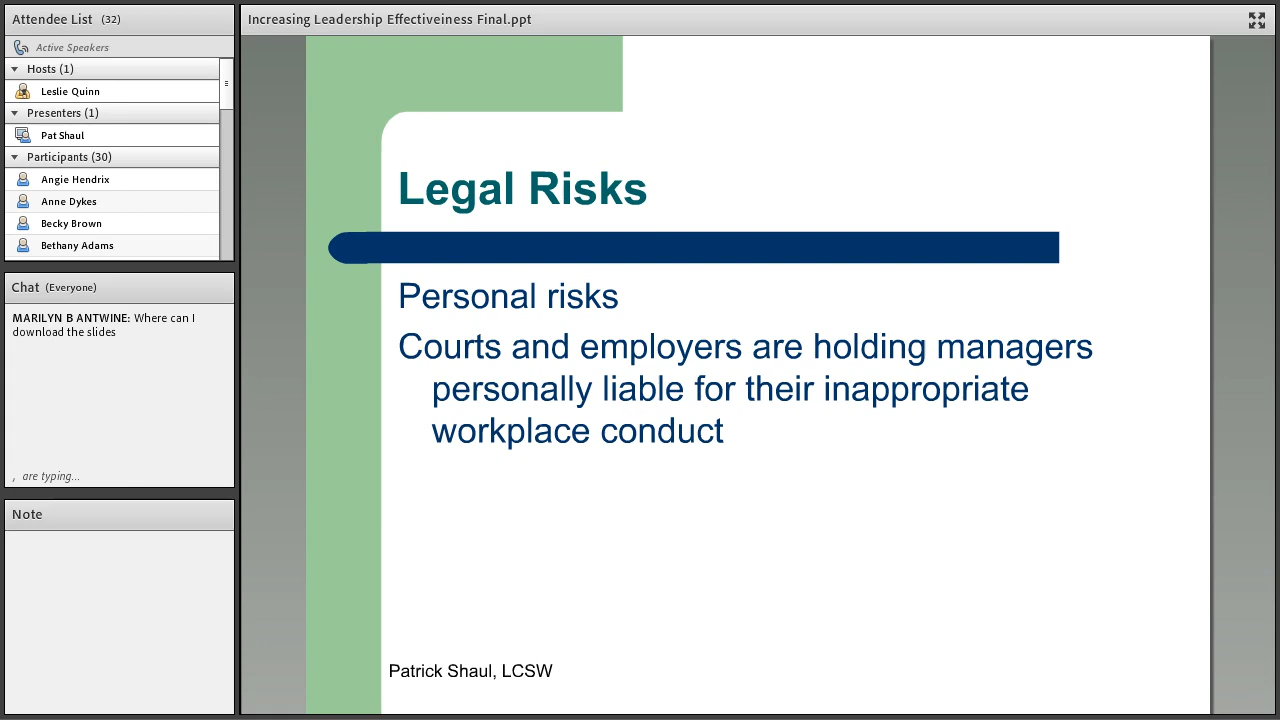 Attendee List (32)
Active Speakers
Hosts (1)
Leslie Quinn
Presenters (1)
Pat Shaul
Participants (30)
Angie Hendrix
Anne Dykes
Becky Brown
Bethany Adams
Chat (Everyone)
MARILYN B ANTWINE: Where can I
download the slides
, are typing...
Note
Increasing Leadership Effectiveiness Final.ppt
Legal Risks
Personal risks
Courts and employers are holding managers
personally liable for their inappropriate
workplace conduct
Patrick Shaul, LCSW